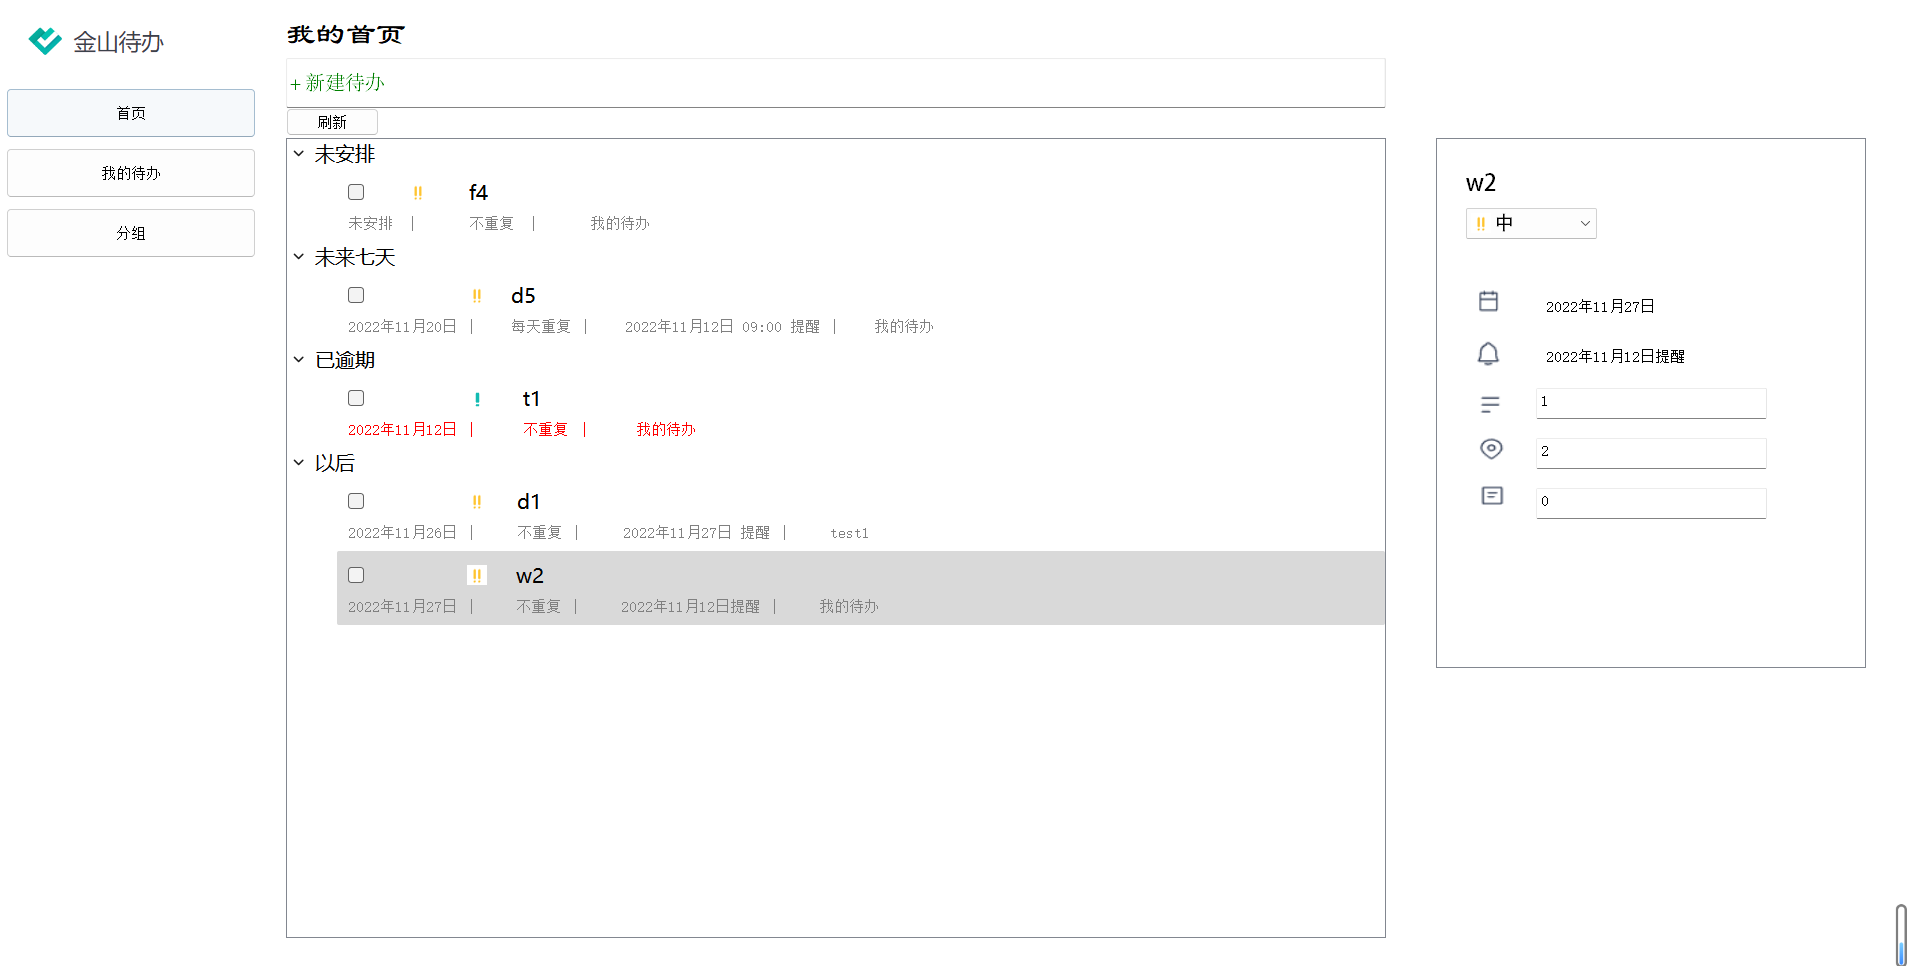 金山待办
首页
我的待办
分组
我的首页
+ 新建待办
刷新
未安排
!! f4
未安排 | 不重复 | 我的待办
未来七天
!! d5
2022年11月20日 | 每天重复 | 2022年11月12日 09:00 提醒 | 我的待办
已逾期
! t1
2022年11月12日 | 不重复 | 我的待办
以后
!! d1
2022年11月26日 | 不重复 | 2022年11月27日 提醒 | test1
!! w2
2022年11月27日 | 不重复 | 2022年11月12日提醒 | 我的待办
w2
!! 中
2022年11月27日
2022年11月12日提醒
1
2
0